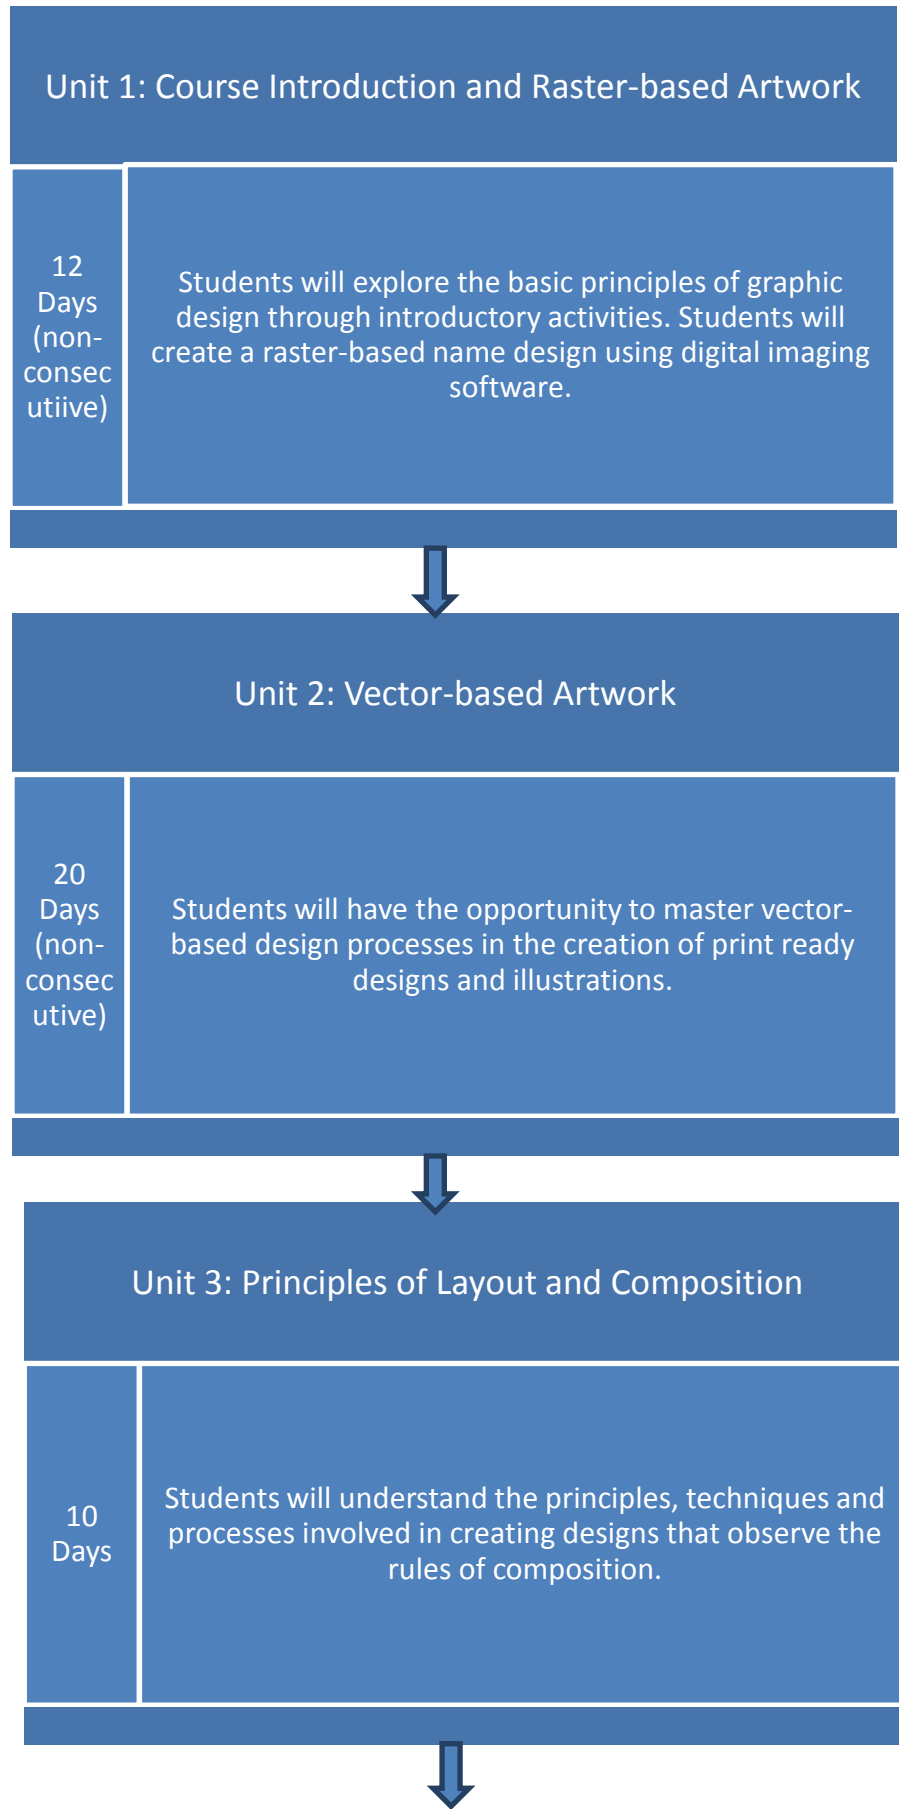 Unit 1: Course Introduction and Raster-based Artwork
12
Days
(non-
consec
utiive)
Students will explore the basic principles of graphic
design through introductory activities. Students will
create a raster-based name design using digital imaging
software.
Unit 2: Vector-based Artwork
20
Days
(non-
consec
utive)
Students will have the opportunity to master vector-
based design processes in the creation of print ready
designs and illustrations.
Unit 3: Principles of Layout and Composition
10
Days
Students will understand the principles, techniques and
processes involved in creating designs that observe the
rules of composition.